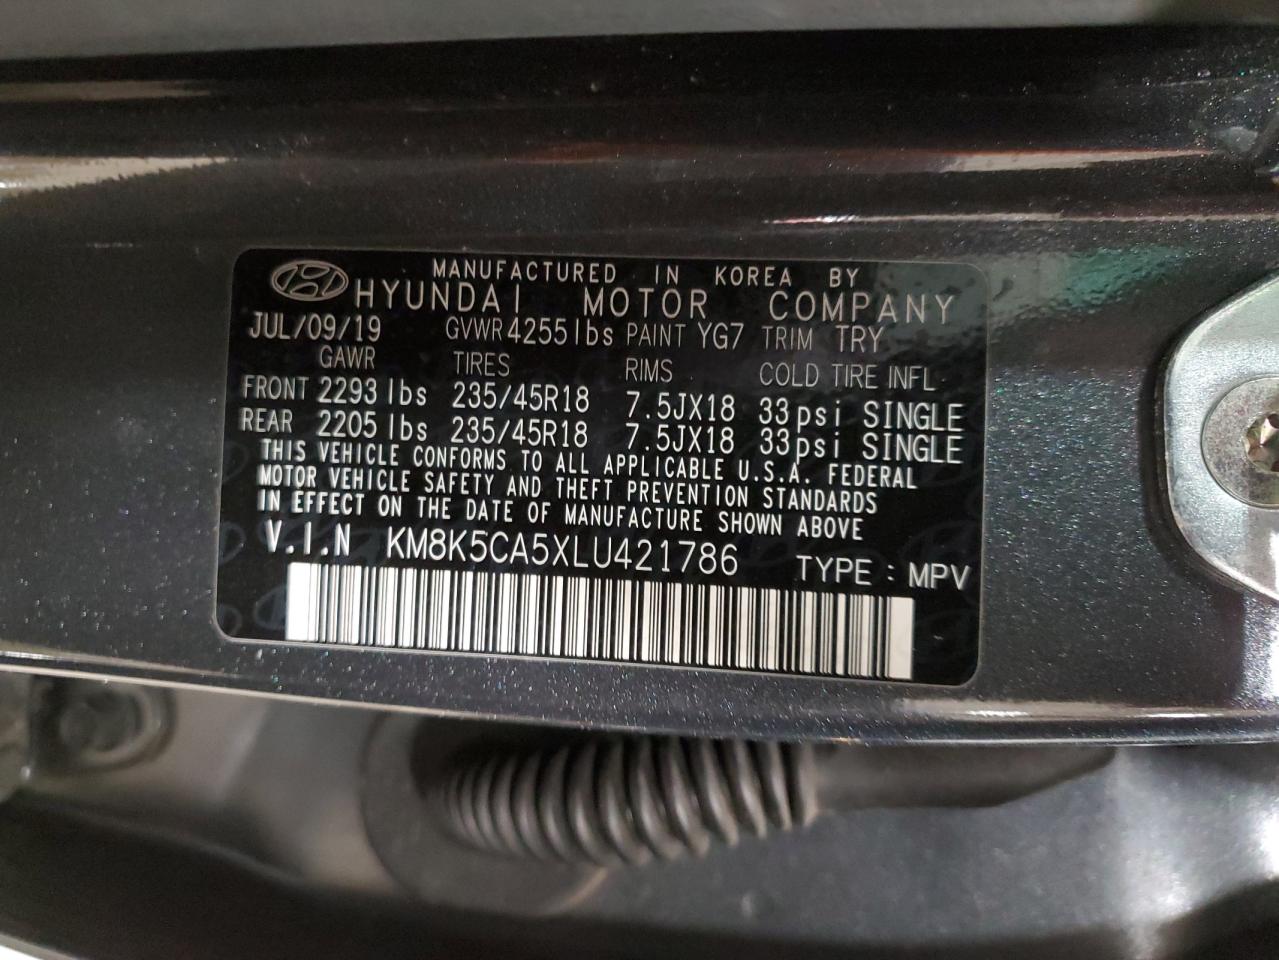 MANUFACTURED IN KOREA BY
HYUNDAI MOTOR COMPANY
JUL/09/19 GVWR 4255lbs PAINT YG7 TRIM TRY
GAWR TIRES RIMS COLD TIRE INFL.
FRONT 2293 lbs 235/45R18 7.5JX18 33psi SINGLE
REAR 2205 lbs 235/45R18 7.5JX18 33psi SINGLE
THIS VEHICLE CONFORMS TO ALL APPLICABLE U.S.A. FEDERAL
MOTOR VEHICLE SAFETY AND THEFT PREVENTION STANDARDS
IN EFFECT ON THE DATE OF MANUFACTURE SHOWN ABOVE
V.I.N KM8K5CA5XLU421786 TYPE : MPV